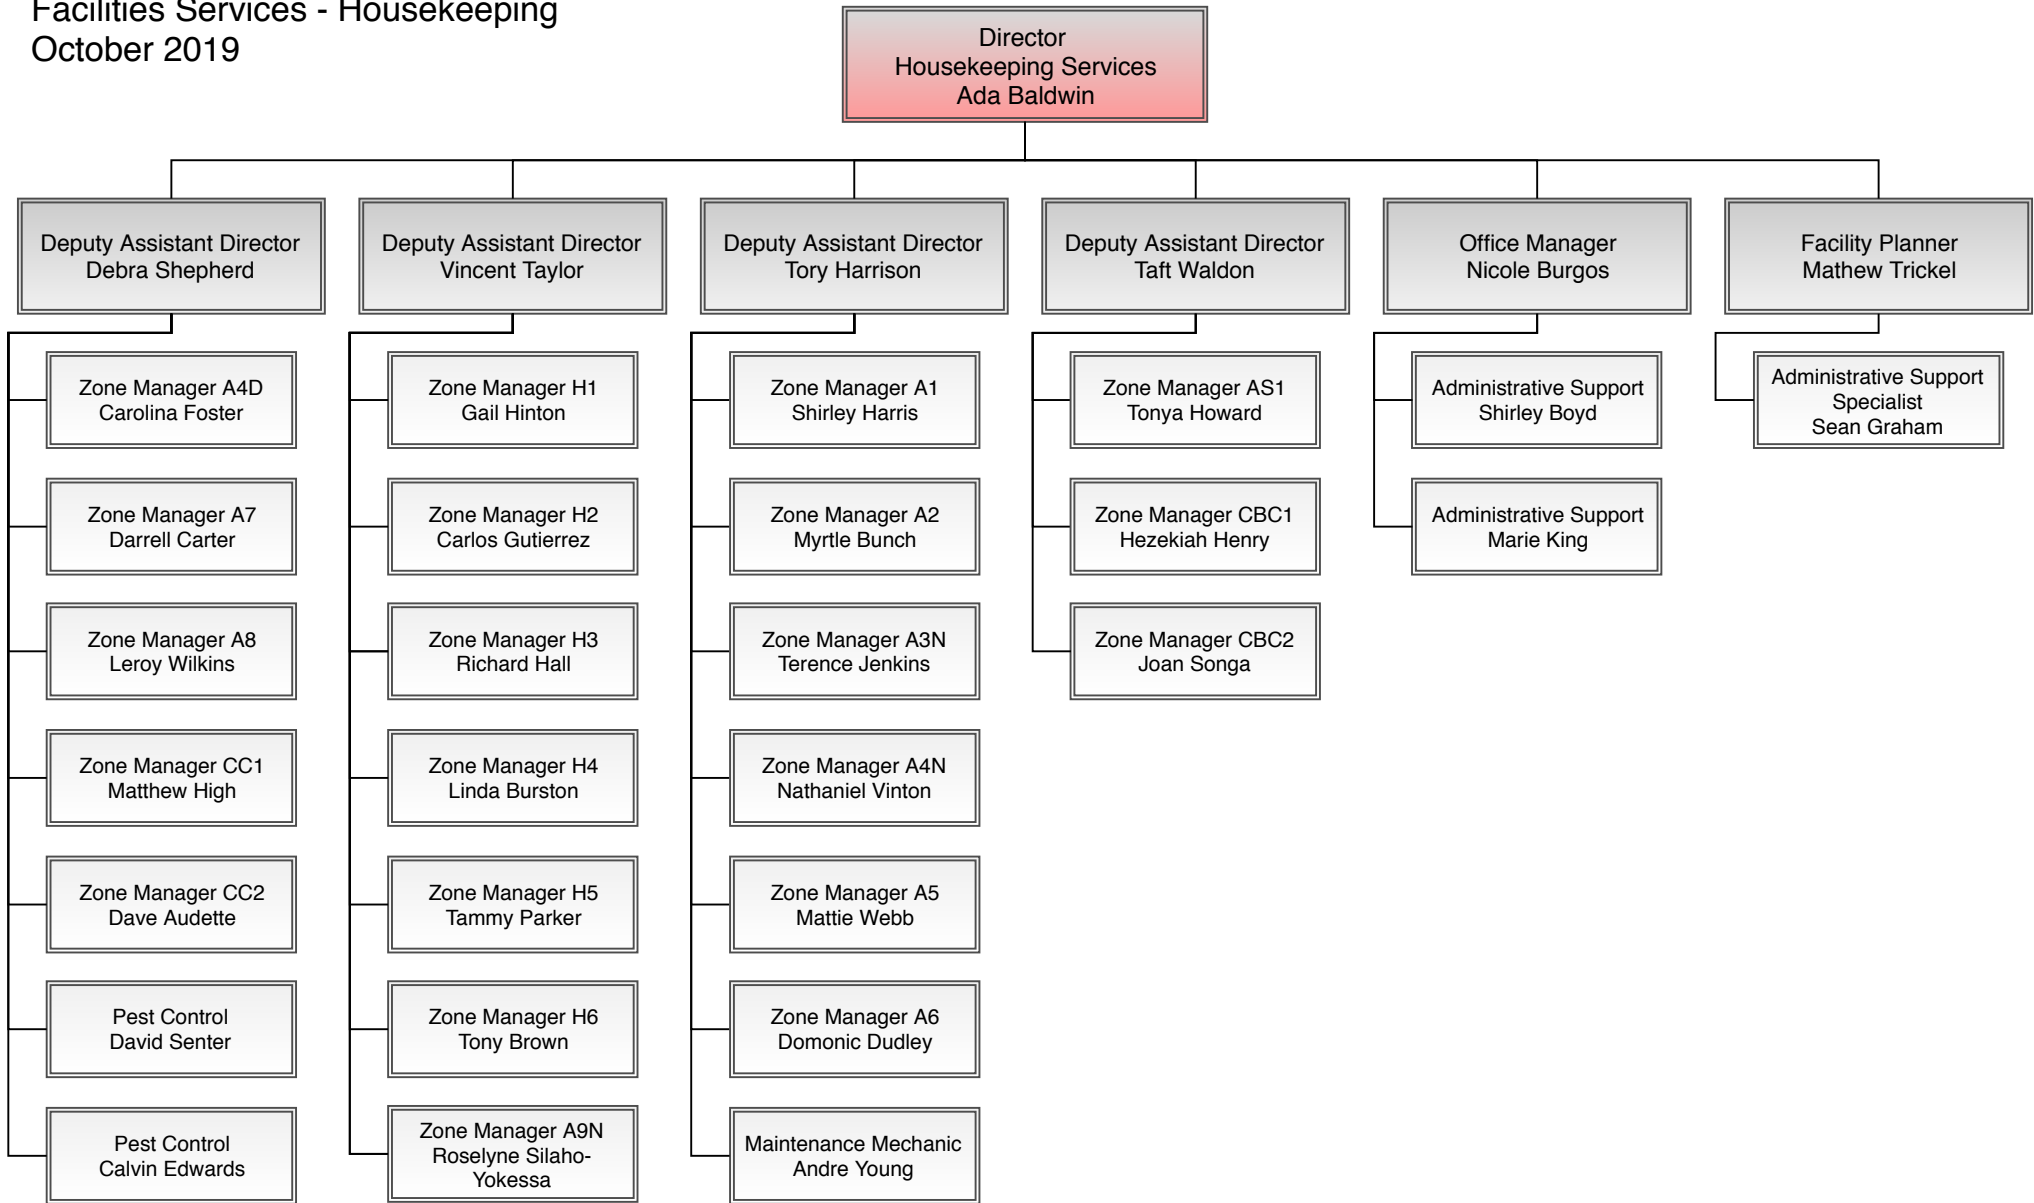 Facilities Services - Housekeeping
October 2019
Director
Housekeeping Services
Ada Baldwin
Deputy Assistant Director
Debra Shepherd
Deputy Assistant Director
Vincent Taylor
Deputy Assistant Director
Tory Harrison
Deputy Assistant Director
Taft Waldon
Office Manager
Nicole Burgos
Facility Planner
Mathew Trickel
Zone Manager A4D
Carolina Foster
Zone Manager A7
Darrell Carter
Zone Manager A8
Leroy Wilkins
Zone Manager CC1
Matthew High
Zone Manager CC2
Dave Audette
Pest Control
David Senter
Pest Control
Calvin Edwards
Zone Manager H1
Gail Hinton
Zone Manager H2
Carlos Gutierrez
Zone Manager H3
Richard Hall
Zone Manager H4
Linda Burston
Zone Manager H5
Tammy Parker
Zone Manager H6
Tony Brown
Zone Manager A9N
Roselyne Silaho-
Yokessa
Zone Manager A1
Shirley Harris
Zone Manager A2
Myrtle Bunch
Zone Manager A3N
Terence Jenkins
Zone Manager A4N
Nathaniel Vinton
Zone Manager A5
Mattie Webb
Zone Manager A6
Domonic Dudley
Maintenance Mechanic
Andre Young
Zone Manager AS1
Tonya Howard
Zone Manager CBC1
Hezekiah Henry
Zone Manager CBC2
Joan Songa
Administrative Support
Shirley Boyd
Administrative Support
Marie King
Administrative Support
Specialist
Sean Graham